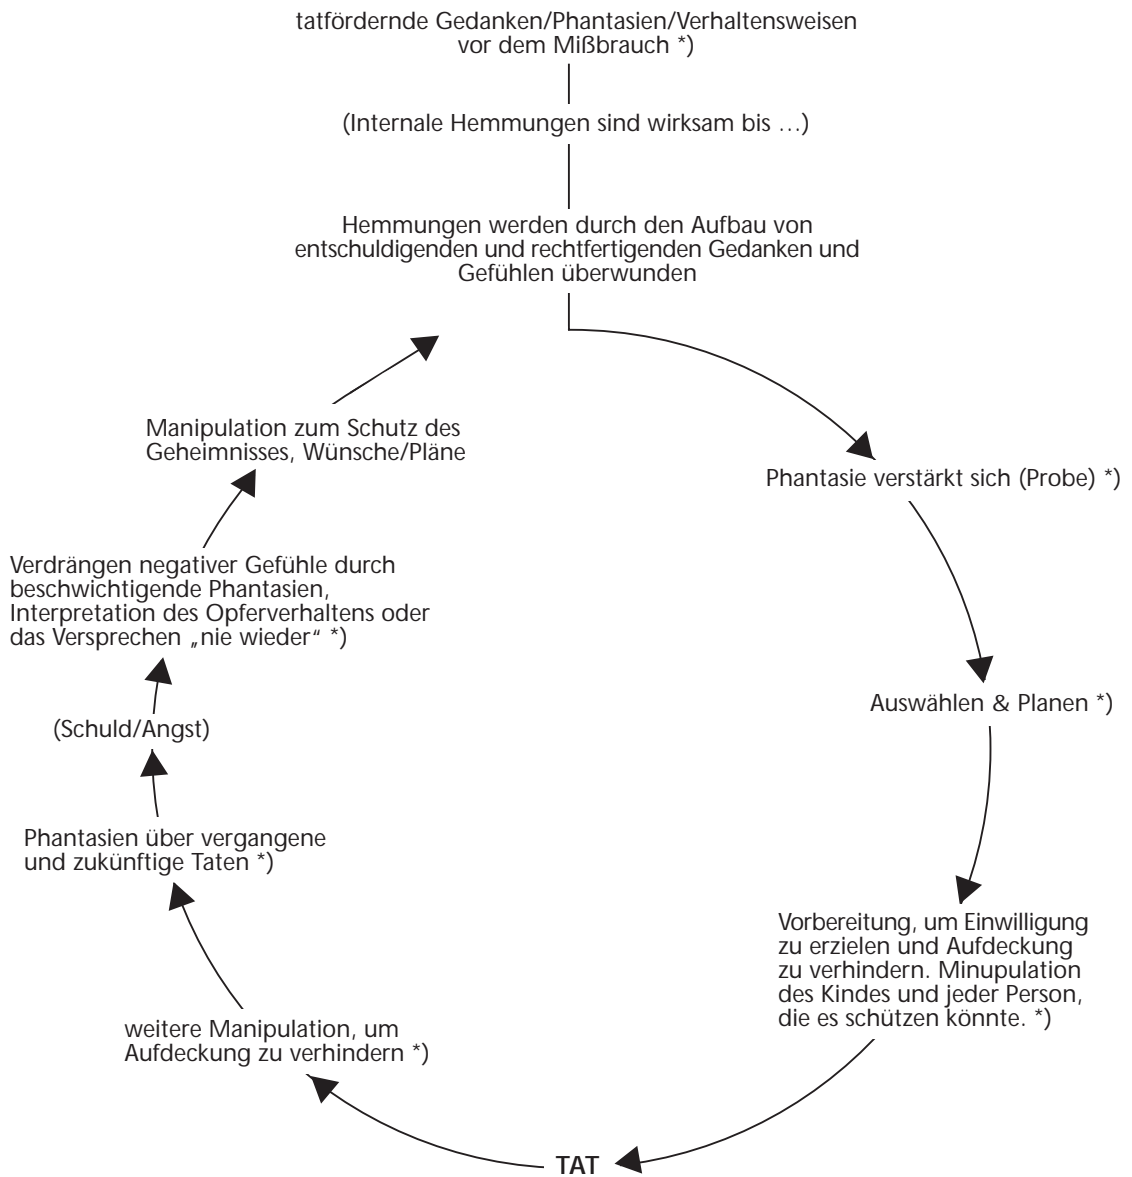 tatfördernde Gedanken/Phantasien/Verhaltensweisen
vor dem Mißbrauch *)
(Internale Hemmungen sind wirksam bis …)
Hemmungen werden durch den Aufbau von
entschuldigenden und rechtfertigenden Gedanken und
Gefühlen überwunden
Phantasie verstärkt sich (Probe) *)
Auswählen & Planen *)
Vorbereitung, um Einwilligung
zu erzielen und Aufdeckung
zu verhindern. Minupulation
des Kindes und jeder Person,
die es schützen könnte. *)
TAT
weitere Manipulation, um
Aufdeckung zu verhindern *)
Phantasien über vergangene
und zukünftige Taten *)
(Schuld/Angst)
Verdrängen negativer Gefühle durch
beschwichtigende Phantasien,
Interpretation des Opferverhaltens oder
das Versprechen „nie wieder“ *)
Manipulation zum Schutz des
Geheimnisses, Wünsche/Pläne